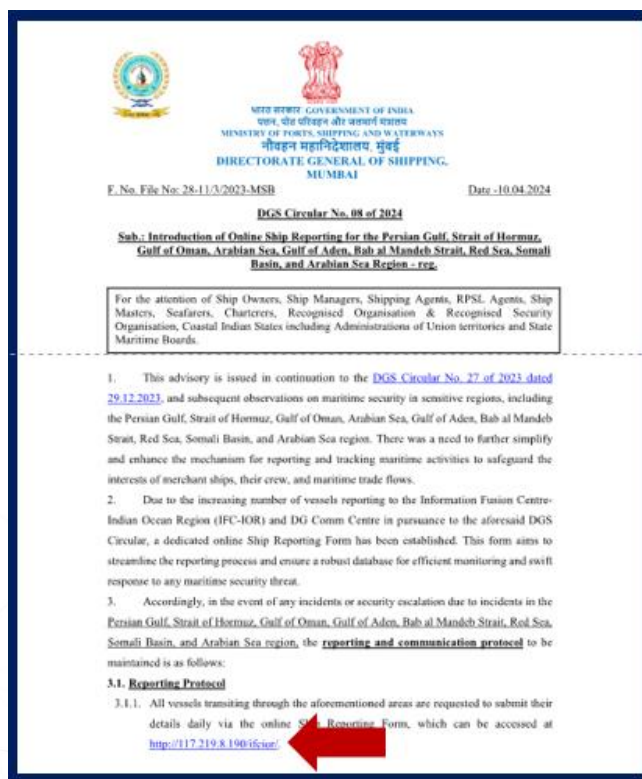 भारत सरकार GOVERNMENT OF INDIA
पत्तन, पोत परिवहन और जलमार्ग मंत्रालय
MINISTRY OF PORTS, SHIPPING AND WATERWAYS
नौवहन महानिदेशालय, मुंबई
DIRECTORATE GENERAL OF SHIPPING,
MUMBAI
F. No. File No: 28-11/3/2023-MSB Date -10.04.2024
DGS Circular No. 08 of 2024
Sub.: Introduction of Online Ship Reporting for the Persian Gulf, Strait of Hormuz,
Gulf of Oman, Arabian Sea, Gulf of Aden, Bab al Mandeb Strait, Red Sea, Somali
Basin, and Arabian Sea Region - reg.
For the attention of Ship Owners, Ship Managers, Shipping Agents, RPSL Agents, Ship
Masters, Seafarers, Charterers, Recognised Organisation & Recognised Security
Organisation, Coastal Indian States including Administrations of Union territories and State
Maritime Boards.
1. This advisory is issued in continuation to the DGS Circular No. 27 of 2023 dated
29.12.2023, and subsequent observations on maritime security in sensitive regions, including
the Persian Gulf, Strait of Hormuz, Gulf of Oman, Arabian Sea, Gulf of Aden, Bab al Mandeb
Strait, Red Sea, Somali Basin, and Arabian Sea region. There was a need to further simplify
and enhance the mechanism for reporting and tracking maritime activities to safeguard the
interests of merchant ships, their crew, and maritime trade flows.
2. Due to the increasing number of vessels reporting to the Information Fusion Centre-
Indian Ocean Region (IFC-IOR) and DG Comm Centre in pursuance to the aforesaid DGS
Circular, a dedicated online Ship Reporting Form has been established. This form aims to
streamline the reporting process and ensure a robust database for efficient monitoring and swift
response to any maritime security threat.
3. Accordingly, in the event of any incidents or security escalation due to incidents in the
Persian Gulf, Strait of Hormuz, Gulf of Oman, Gulf of Aden, Bab al Mandeb Strait, Red Sea,
Somali Basin, and Arabian Sea region, the reporting and communication protocol to be
maintained is as follows:
3.1. Reporting Protocol
3.1.1. All vessels transiting through the aforementioned areas are requested to submit their
details daily via the online Ship Reporting Form, which can be accessed at
http://117.219.8.190/ifcior/.